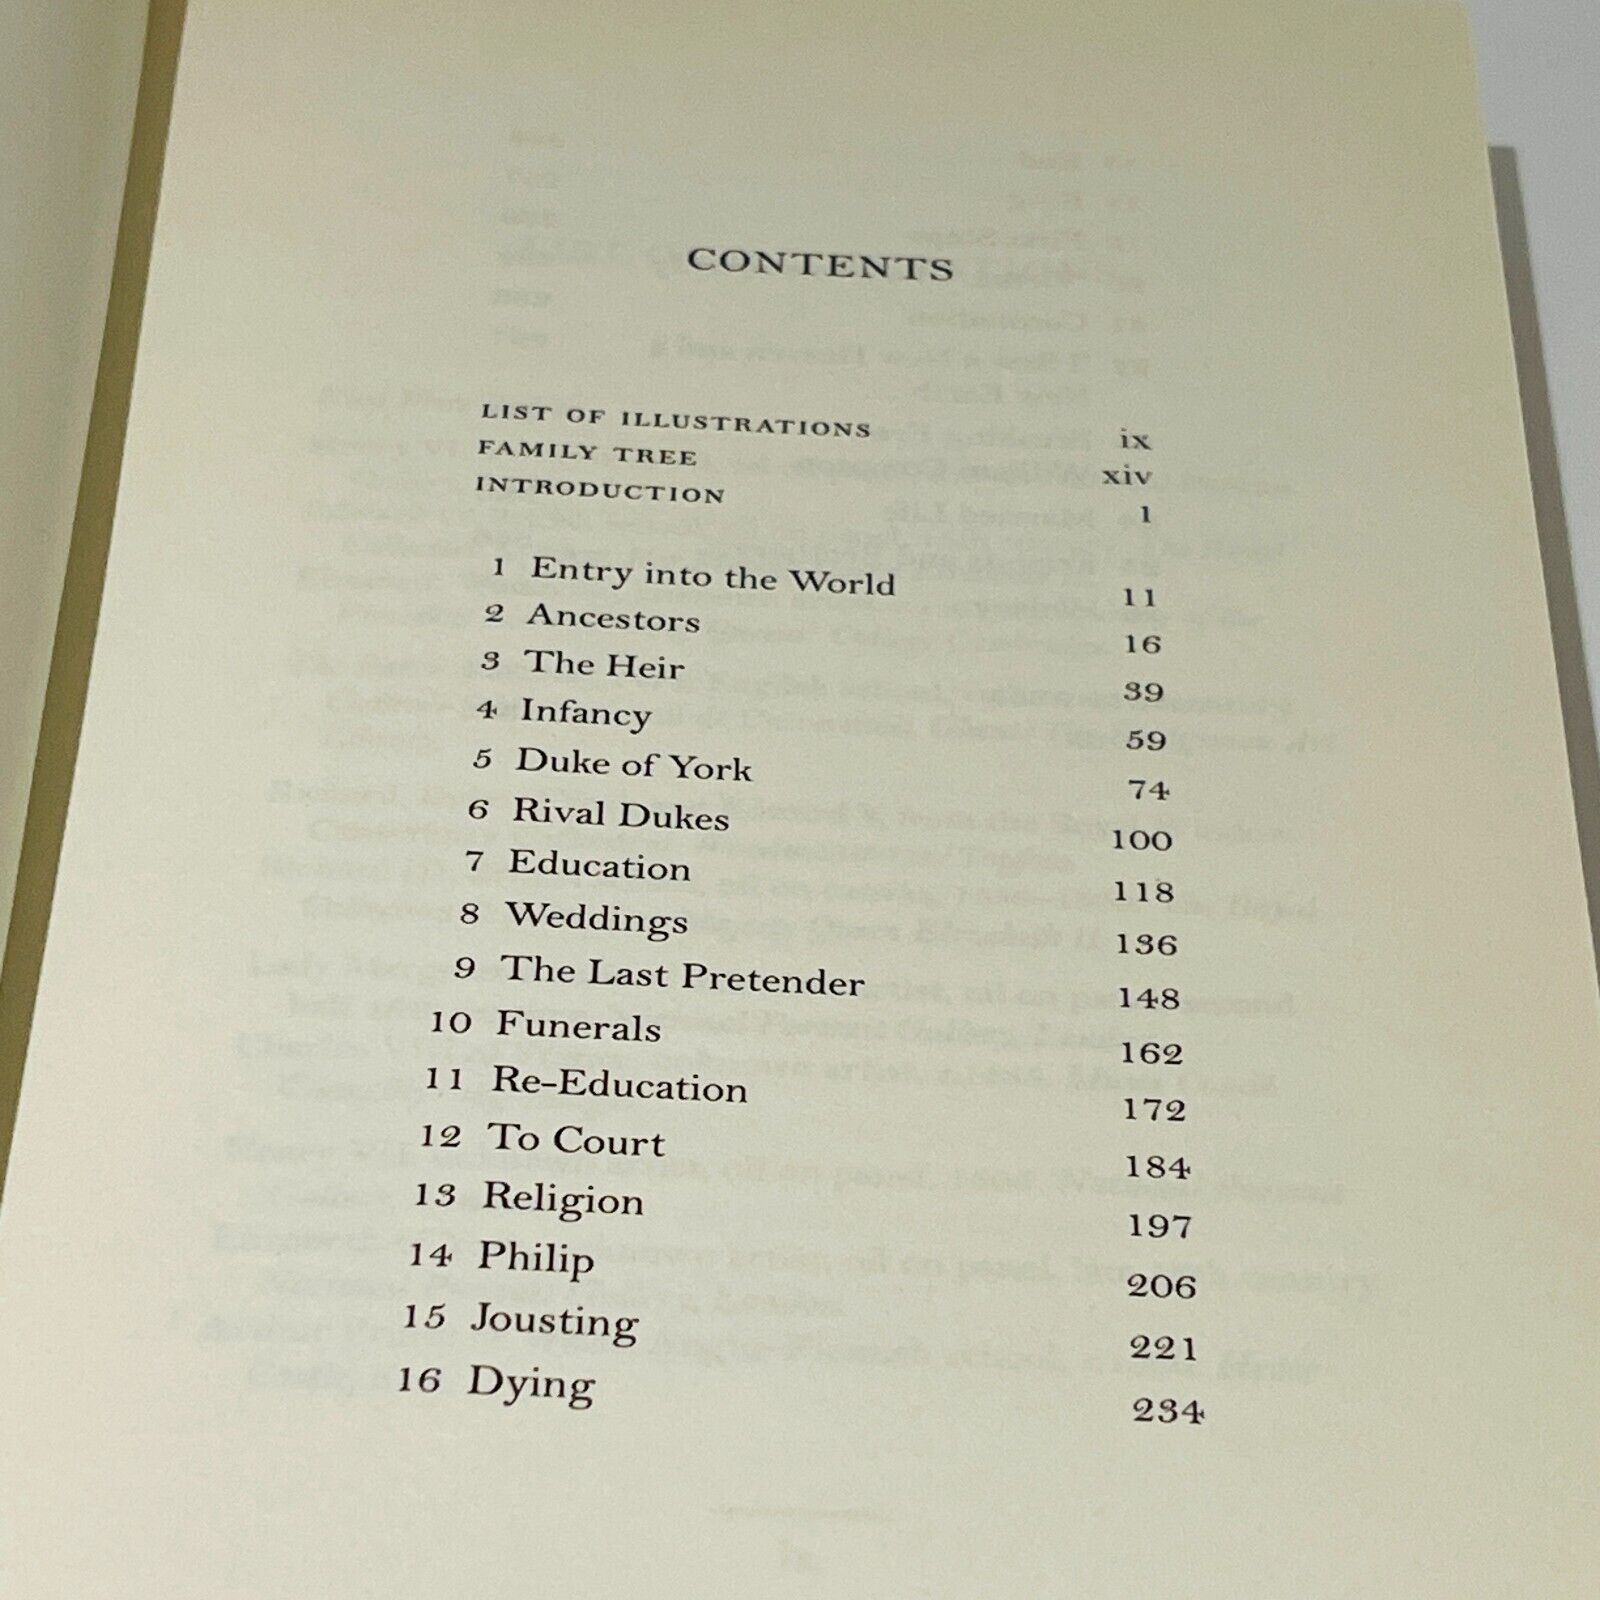 CONTENTS
LIST OF ILLUSTRATIONS ix
FAMILY TREE xiv
INTRODUCTION 1
1 Entry into the World 11
2 Ancestors 16
3 The Heir 39
4 Infancy 59
5 Duke of York 74
6 Rival Dukes 100
7 Education 118
8 Weddings 136
9 The Last Pretender 148
10 Funerals 162
11 Re-Education 172
12 To Court 184
13 Religion 197
14 Philip 206
15 Jousting 221
16 Dying 234